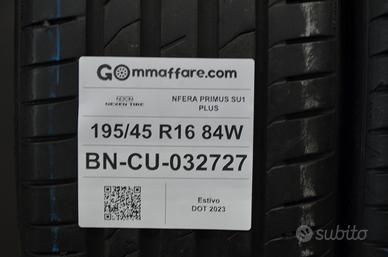 GOmmaffare.com
NEXEN TIRE
NFERA PRIMUS SU1
PLUS
195/45 R16 84W
BN-CU-032727
Estivo
DOT 2023
subito